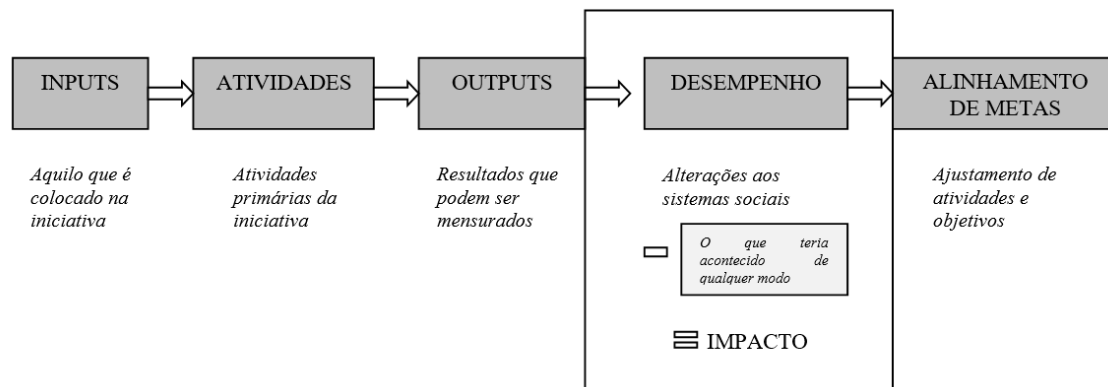 INPUTS
ATIVIDADES
OUTPUTS
DESEMPENHO
ALINHAMENTO
DE METAS
Aquilo que é
colocado na
iniciativa
Atividades
primárias da
iniciativa
Resultados que
podem ser
mensurados
Alterações aos
sistemas sociais
Ajustamento de
atividades e
objetivos
O que teria
acontecido de
qualquer modo
IMPACTO